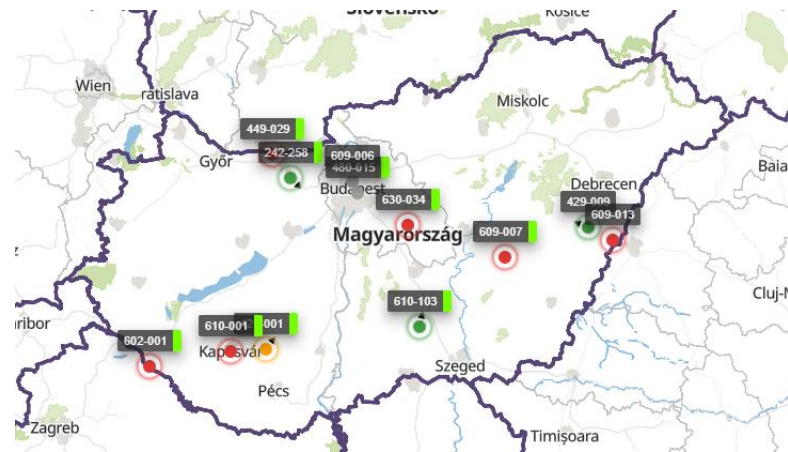 Slovensko
Košice
Wien
ratislava
Miskolc
449-029
Győr
242-258
609-006
480-015
Baia
Budapest
Debrecen
630-034
429-009
609-013
Magyarország
609-007
Cluj-N
610-103
ribor
602-001
610-001
-001
Kaposvár
Szeged
Pécs
Zagreb
Timișoara